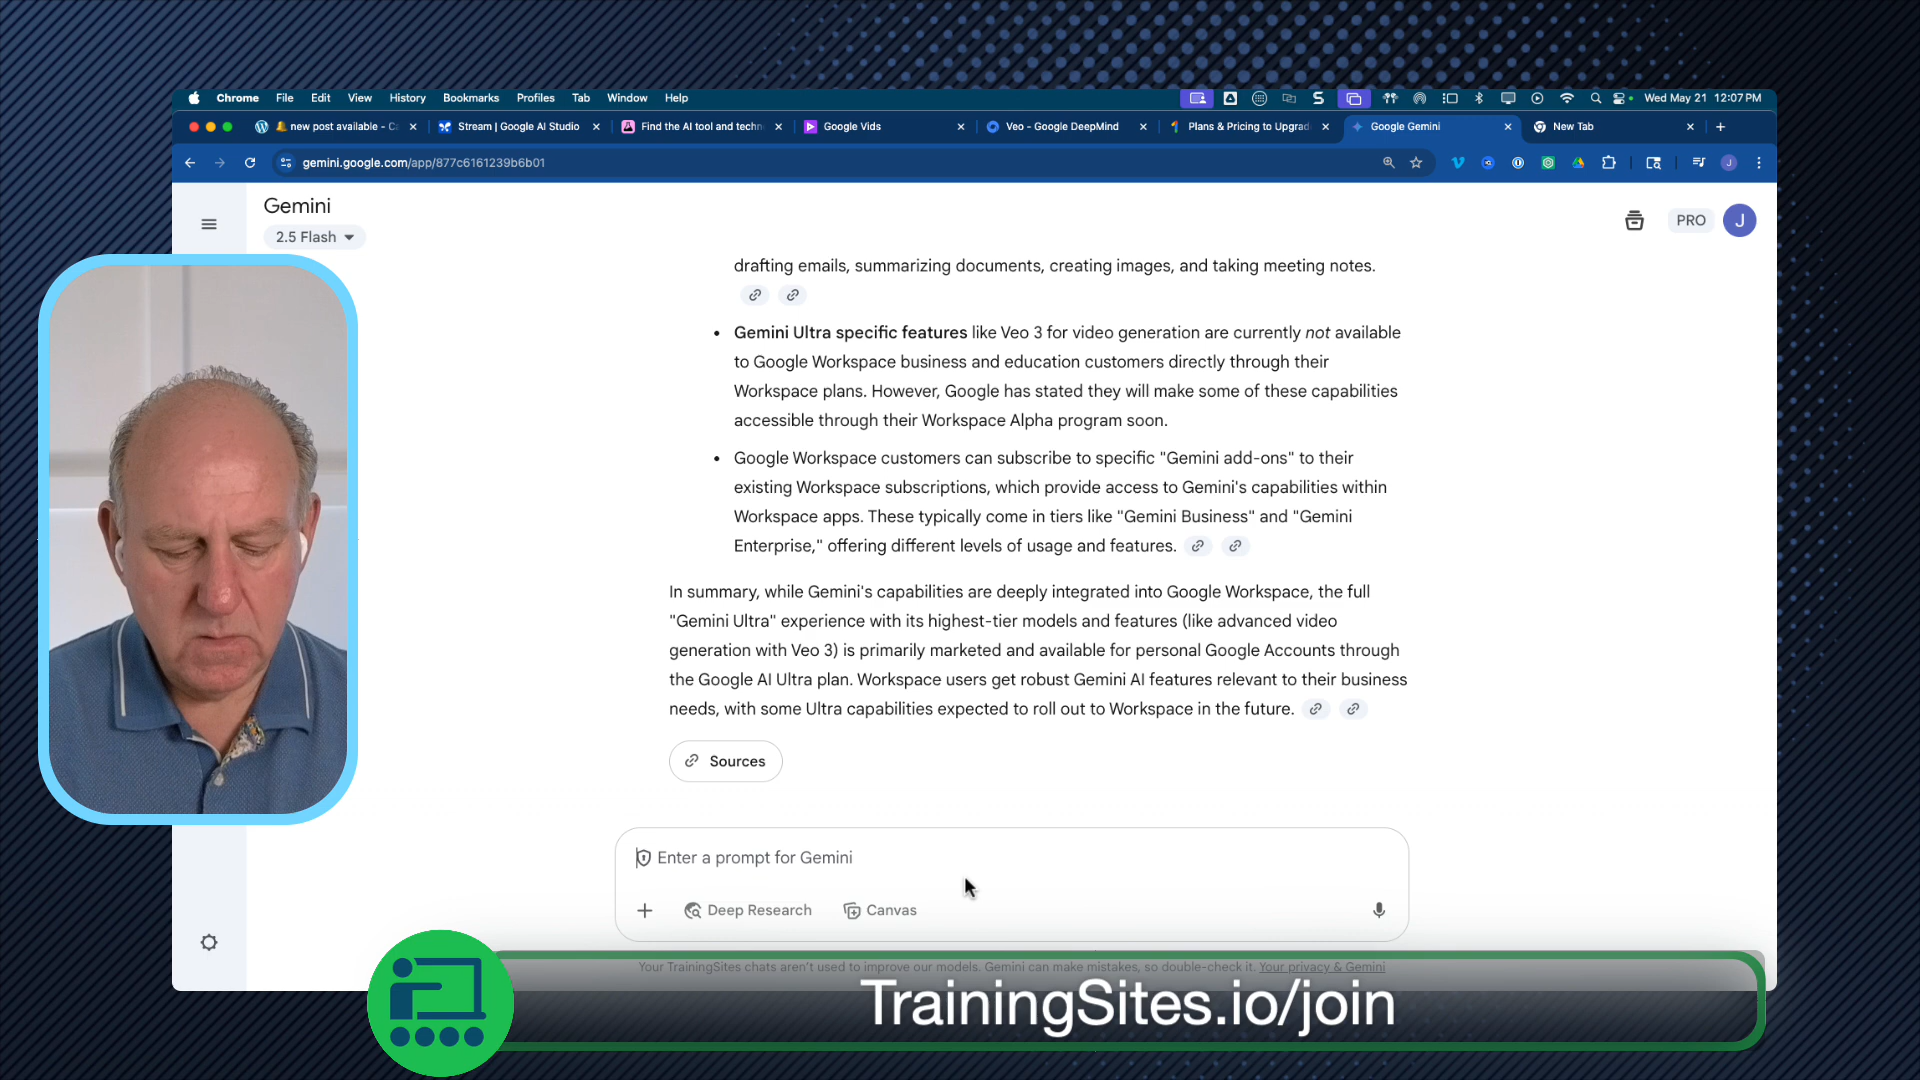 Chrome File Edit View History Bookmarks Profiles Tab Window Help Wed May 21 12:07 PM
new post available - C Stream | Google AI Studio Find the AI tool and techn Google Vids Veo - Google DeepMind Plans & Pricing to Upgrad Google Gemini New Tab
gemini.google.com/app/877c6161239b6b01
Gemini
2.5 Flash
PRO J
drafting emails, summarizing documents, creating images, and taking meeting notes.
• Gemini Ultra specific features like Veo 3 for video generation are currently not available
to Google Workspace business and education customers directly through their
Workspace plans. However, Google has stated they will make some of these capabilities
accessible through their Workspace Alpha program soon.
• Google Workspace customers can subscribe to specific "Gemini add-ons" to their
existing Workspace subscriptions, which provide access to Gemini's capabilities within
Workspace apps. These typically come in tiers like "Gemini Business" and "Gemini
Enterprise," offering different levels of usage and features.
In summary, while Gemini's capabilities are deeply integrated into Google Workspace, the full
"Gemini Ultra" experience with its highest-tier models and features (like advanced video
generation with Veo 3) is primarily marketed and available for personal Google Accounts through
the Google AI Ultra plan. Workspace users get robust Gemini AI features relevant to their business
needs, with some Ultra capabilities expected to roll out to Workspace in the future.
Sources
Enter a prompt for Gemini
Deep Research Canvas
Your TrainingSites chats aren't used to improve our models. Gemini can make mistakes, so double-check it. Your privacy & Gemini
TrainingSites.io/join